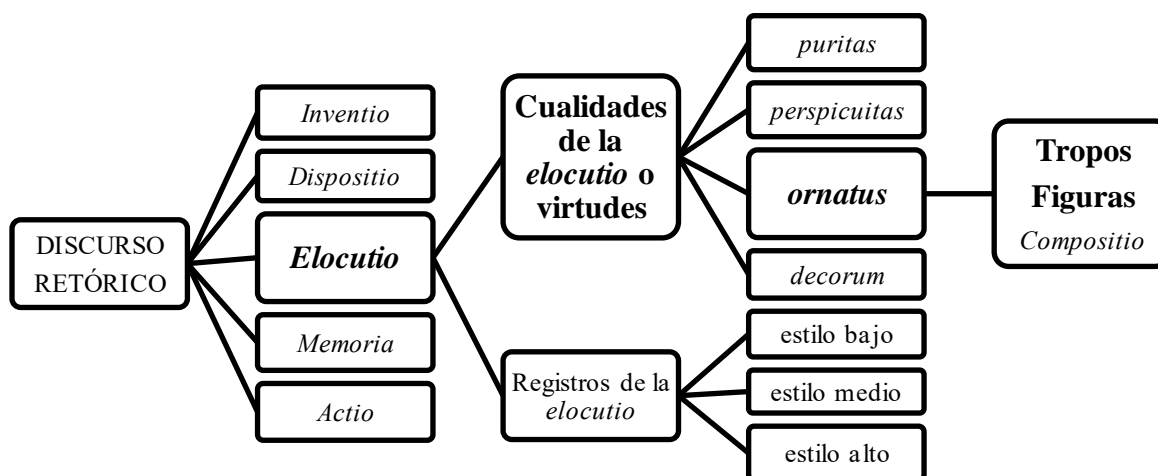 DISCURSO
RETÓRICO
Inventio
Dispositio
Elocutio
Memoria
Actio
Cualidades
de la
elocutio o
virtudes
Registros de la
elocutio
puritas
perspicuitas
ornatus
decorum
estilo bajo
estilo medio
estilo alto
Tropos
Figuras
Compositio